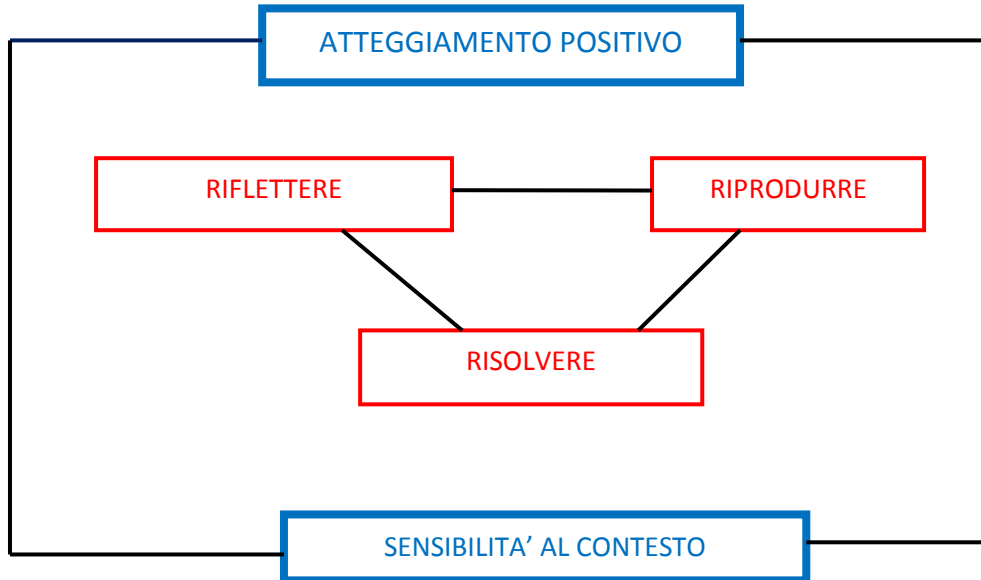 ATTEGGIAMENTO POSITIVO
RIFLETTERE
RIPRODURRE
RISOLVERE
SENSIBILITA’ AL CONTESTO